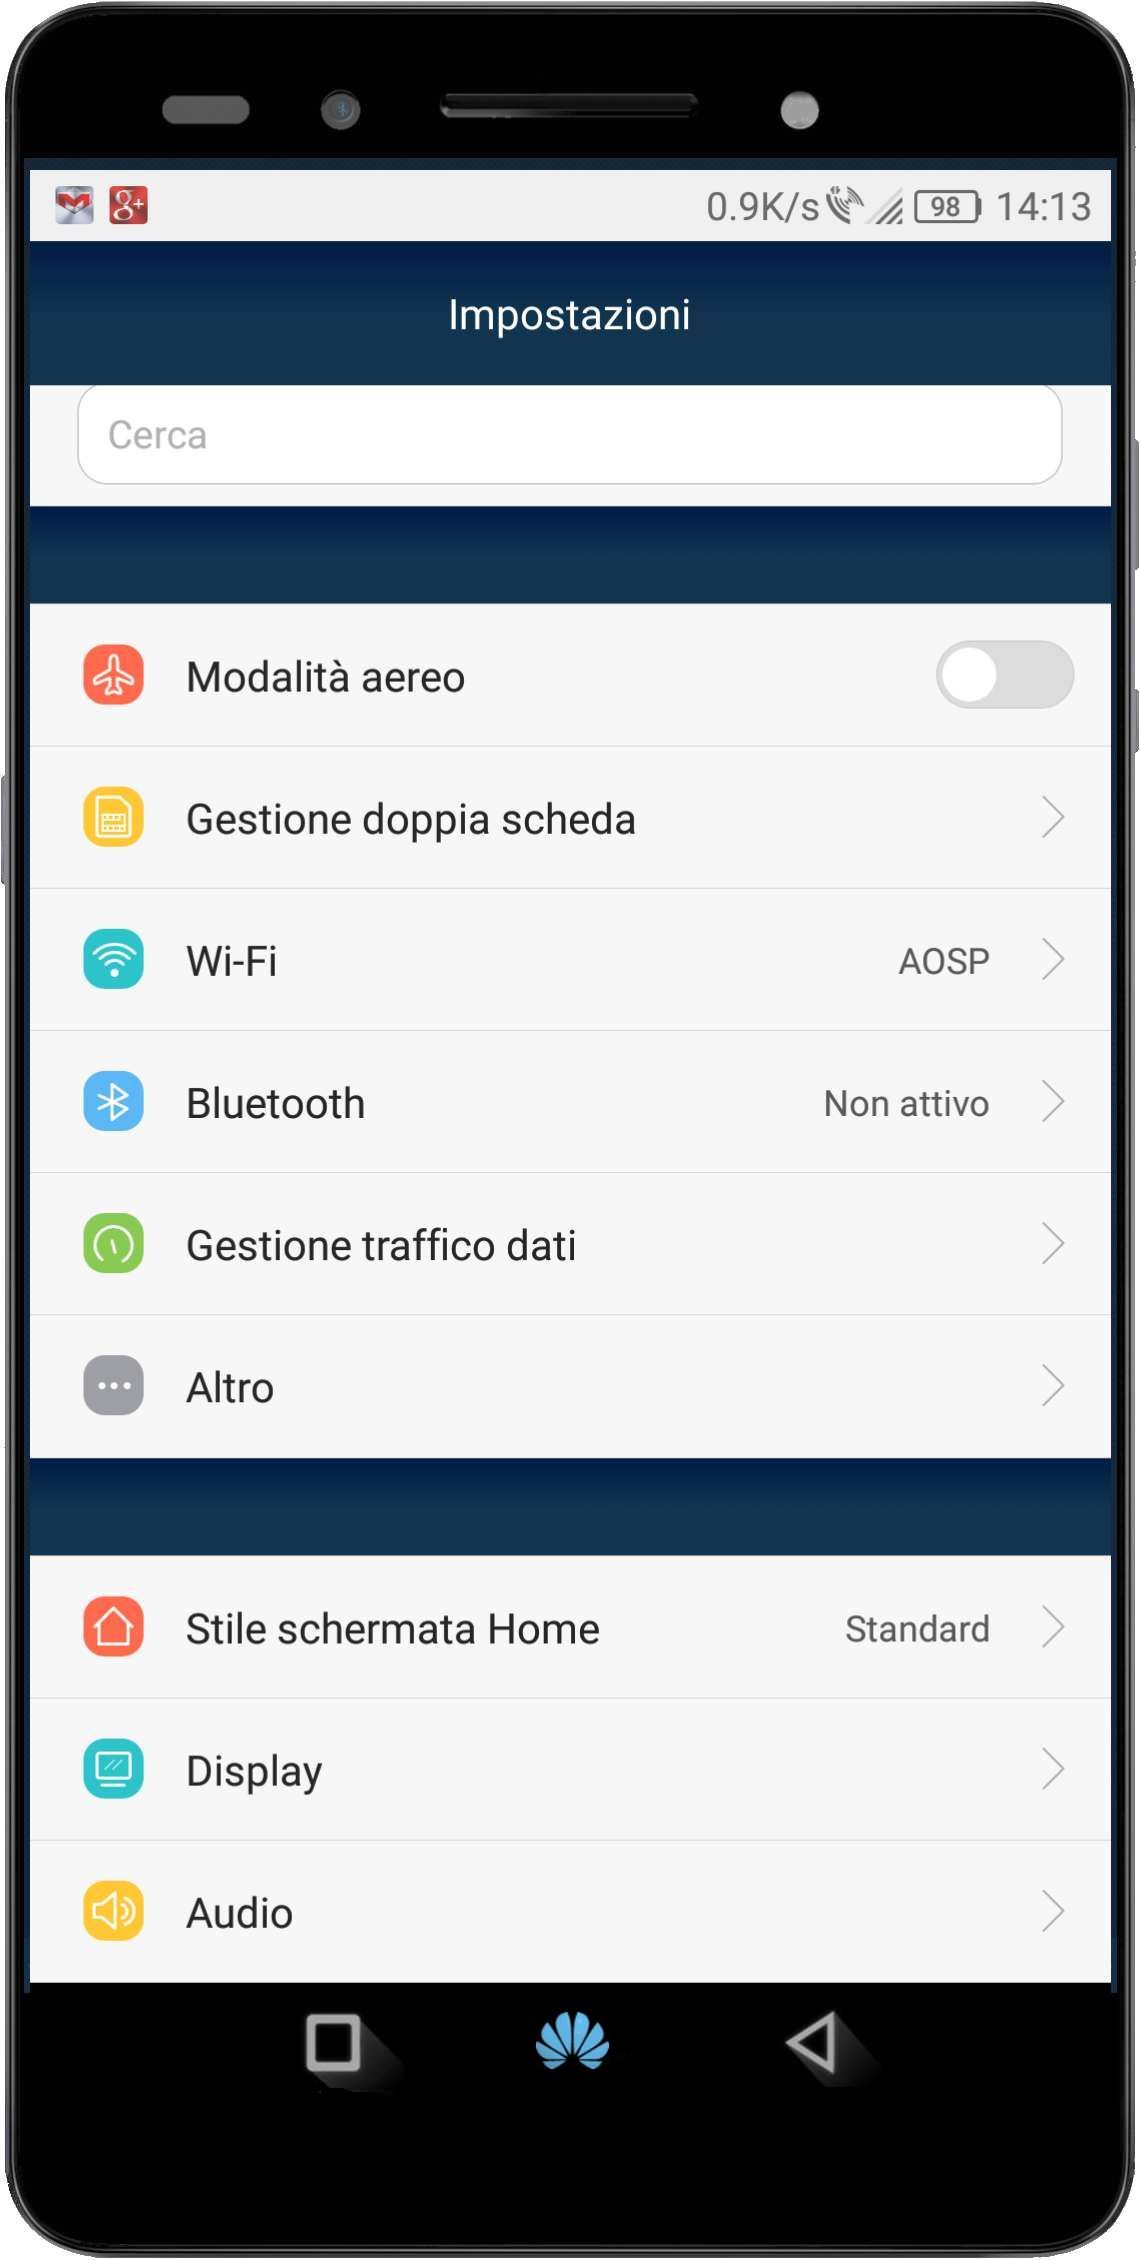 g+ 0.9K/s 98 14:13
Impostazioni
Cerca
Modalità aereo
Gestione doppia scheda
Wi-Fi AOSP
Bluetooth Non attivo
Gestione traffico dati
Altro
Stile schermata Home Standard
Display
Audio